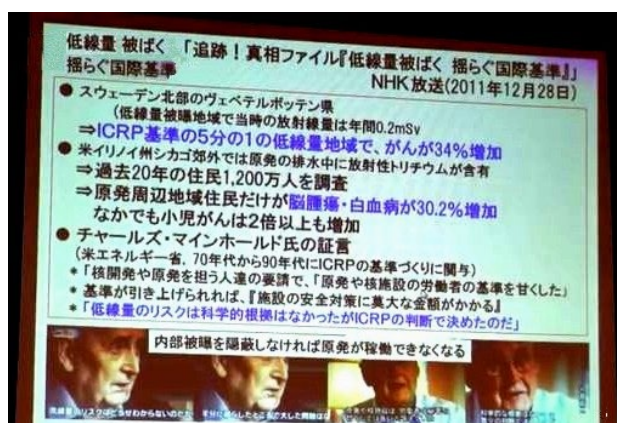 低線量 被ばく 「追跡！真相ファイル『低線量被ばく 揺らぐ国際基準』」
揺らぐ国際基準 NHK放送(2011年12月28日)
● スウェーデン北部のヴェステルボッテン県
(低線量被曝地域で当時の放射線量は年間0.2mSv
⇒ICRP基準の5分の1の低線量地域で、がんが34%増加
● 米イリノイ州シカゴ郊外では原発の排水中に放射性トリチウムが含有
⇒過去20年の住民1,200万人を調査
⇒原発周辺地域住民だけが脳腫瘍・白血病が30.2%増加
なかでも小児がんは2倍以上も増加
● チャールズ・マインホールド氏の証言
(米エネルギー省, 70年代から90年代にICRPの基準づくりに関与)
* 「核開発や原発を担う人達の要請で、「原発や核施設の労働者の基準を甘くした」
* 基準が引き上げられれば、『施設の安全対策に莫大な金額がかかる』
* 「低線量のリスクは科学的根拠はなかったがICRPの判断で決めたのだ」
内部被曝を隠蔽しなければ原発が稼働できなくなる